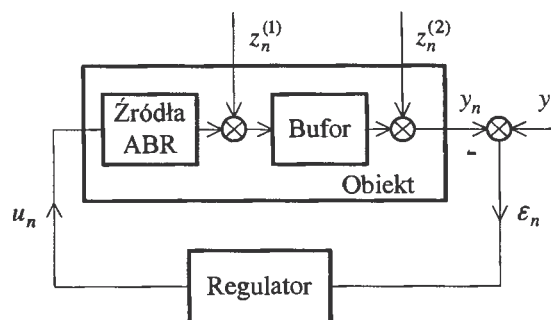 z_n^{(1)}
z_n^{(2)}
Źródła
ABR
Bufor
y_n
y
-
Obiekt
u_n
ε_n
Regulator